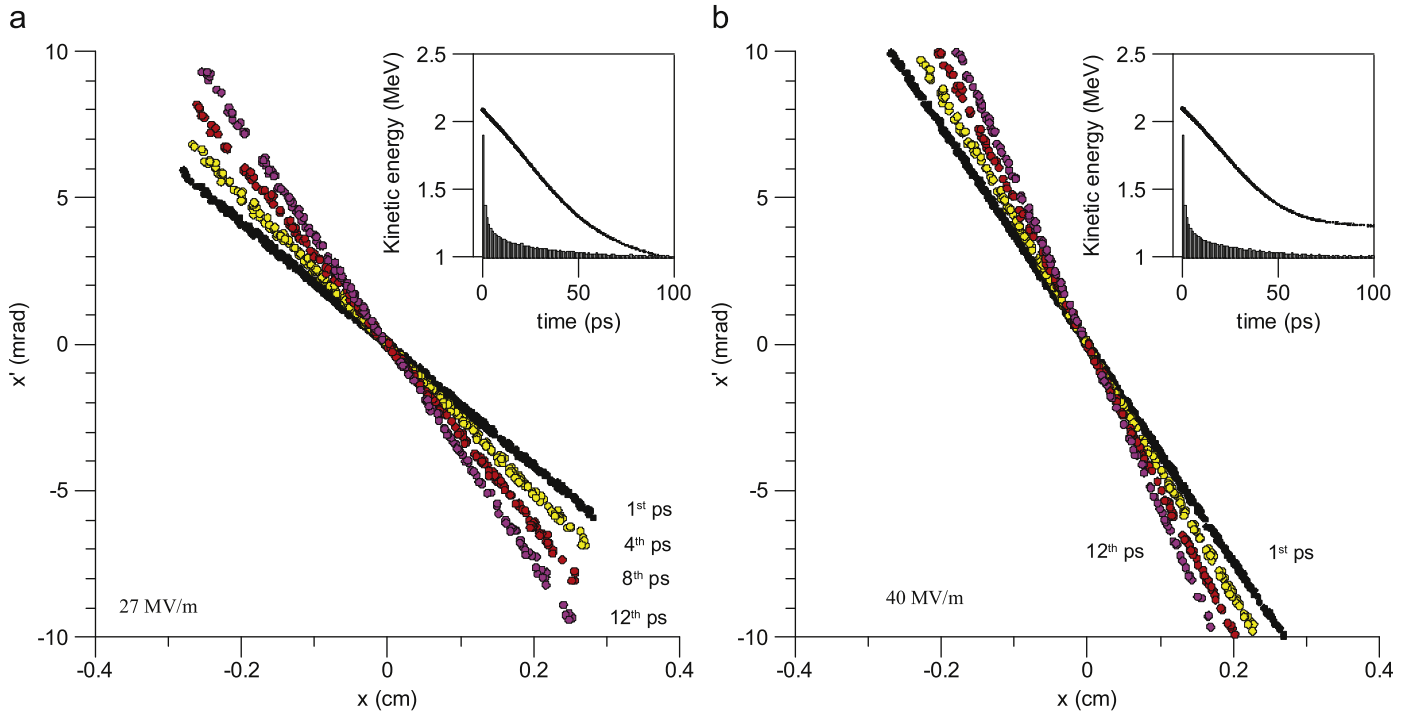 a
10
5
0
-5
-10
x' (mrad)
-0.4
-0.2
0
0.2
0.4
x (cm)
2.5
2
1.5
1
Kinetic energy (MeV)
0
50
100
time (ps)
1st ps
4th ps
8th ps
12th ps
27 MV/m
b
10
5
0
-5
-10
x' (mrad)
-0.4
-0.2
0
0.2
0.4
x (cm)
2.5
2
1.5
1
Kinetic energy (MeV)
0
50
100
time (ps)
12th ps
1st ps
40 MV/m